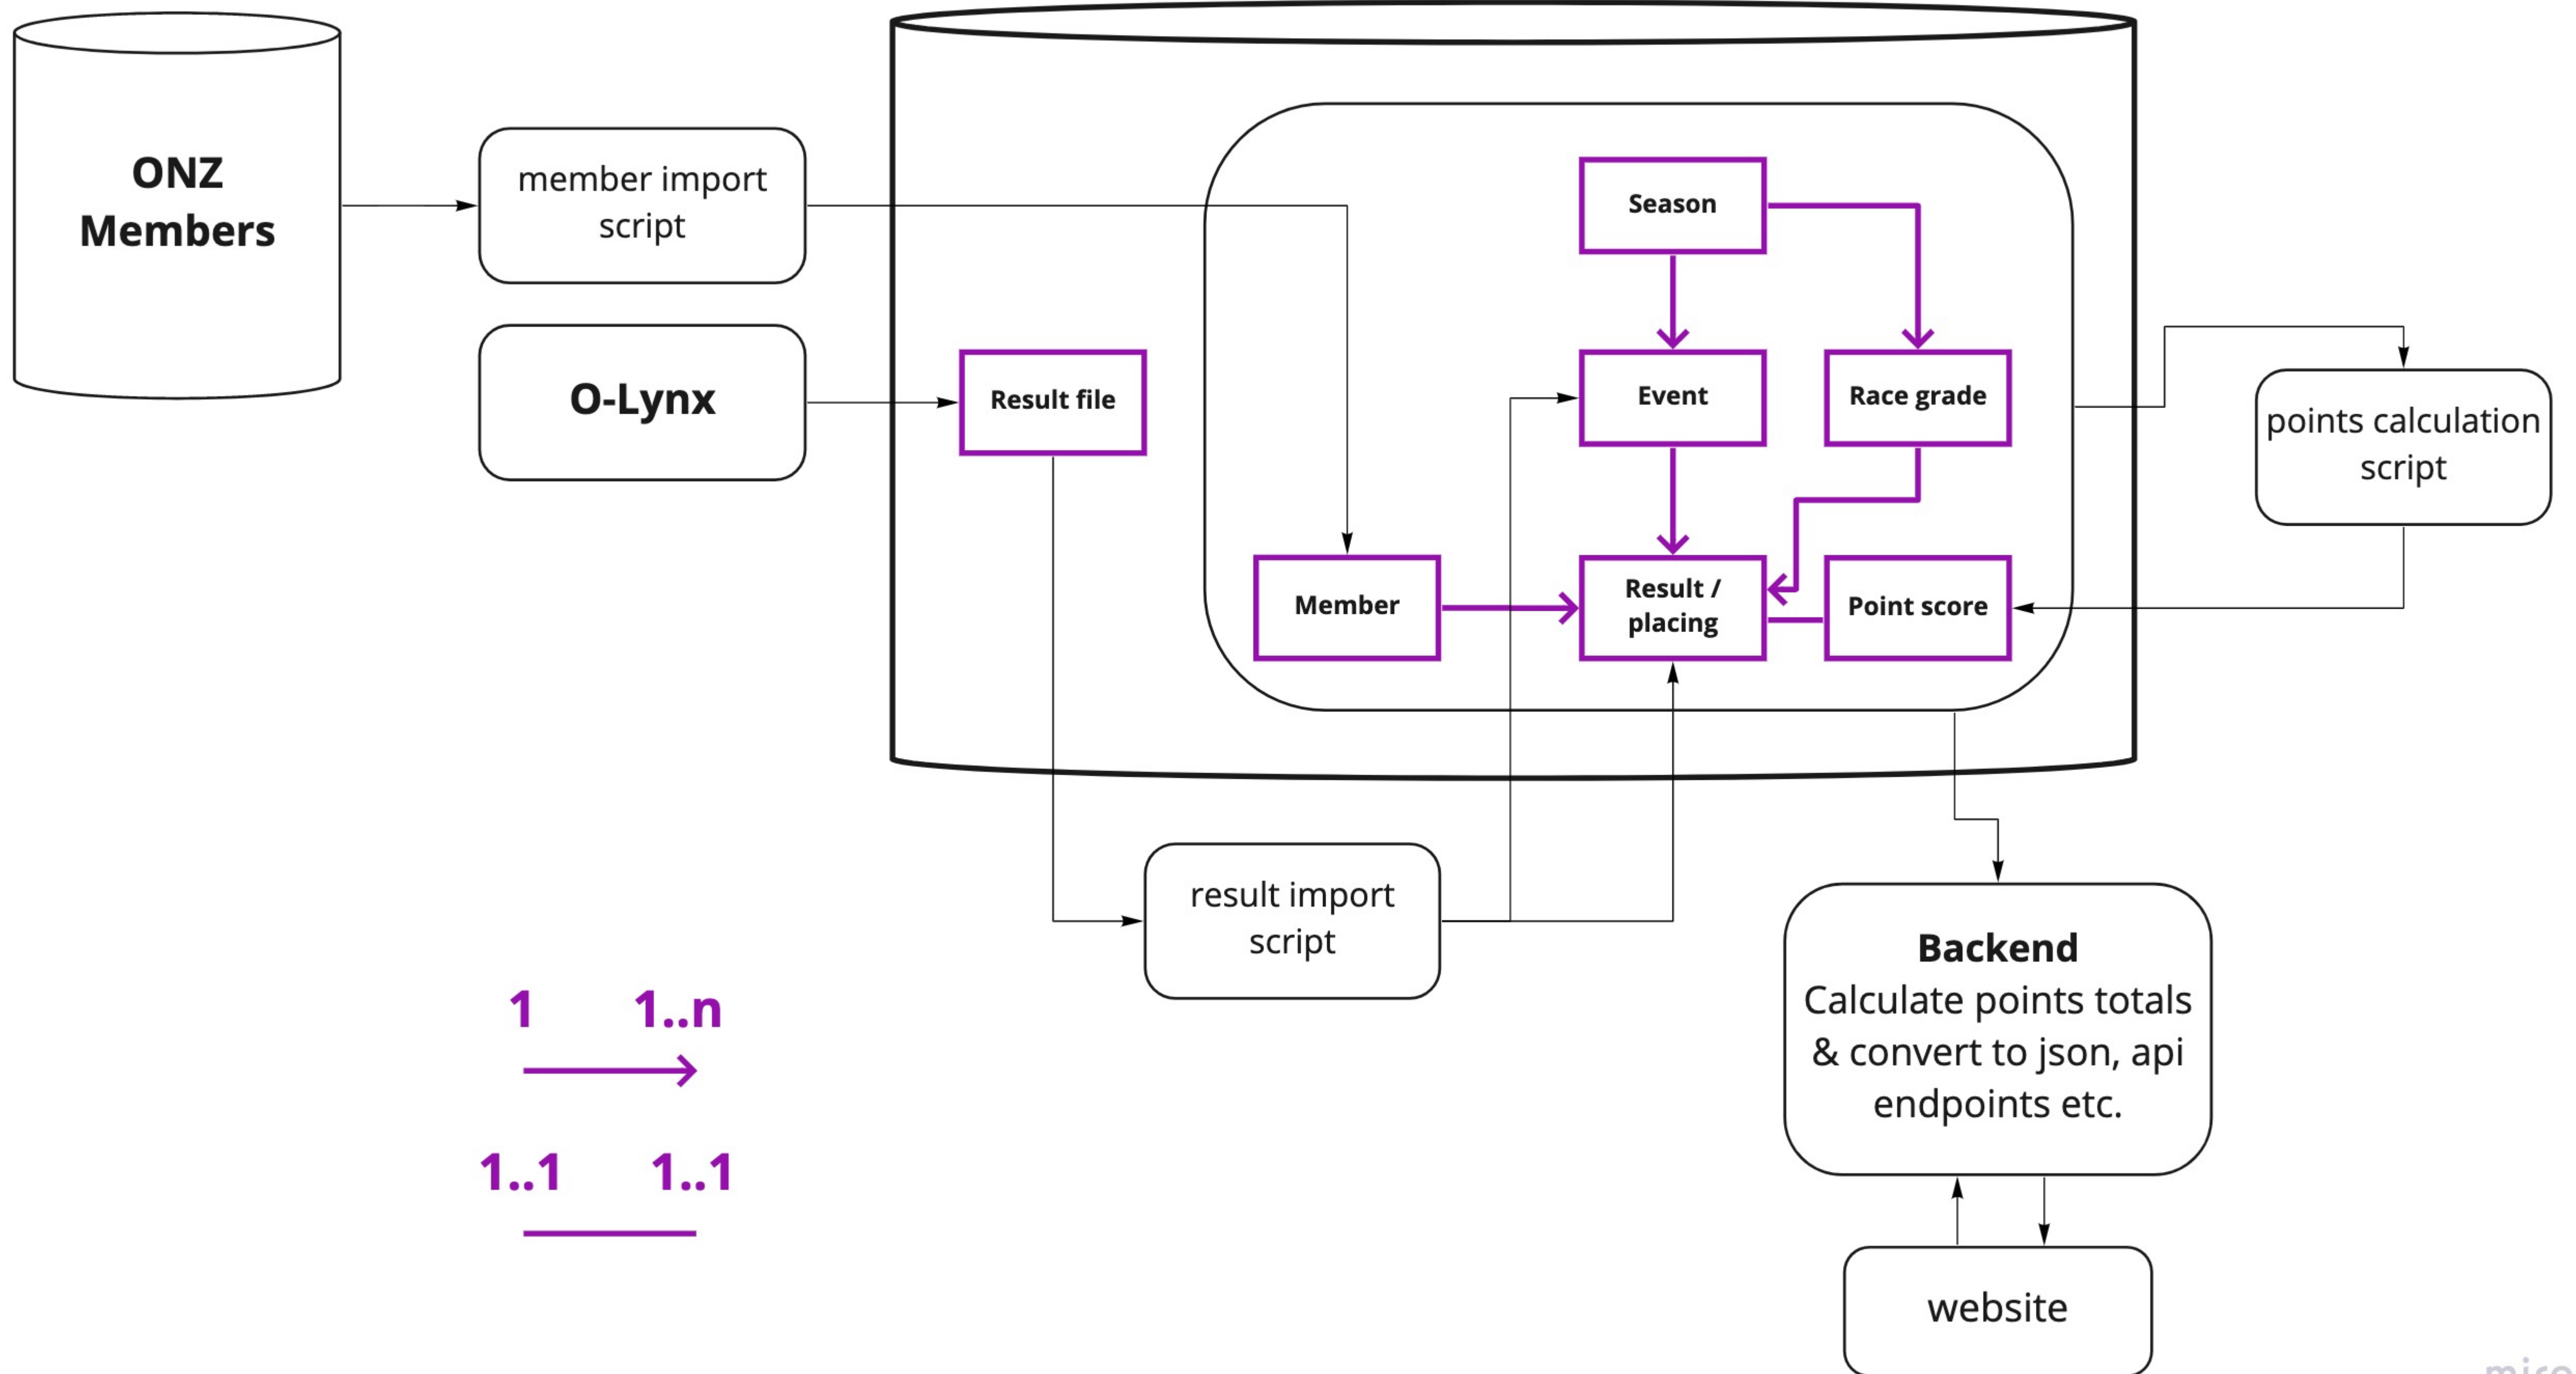 ONZ
Members
member import
script
O-Lynx
Result file
Season
Event
Race grade
Member
Result /
placing
Point score
points calculation
script
result import
script
Backend
Calculate points totals
& convert to json, api
endpoints etc.
website
1 1..n
1..1 1..1
miro